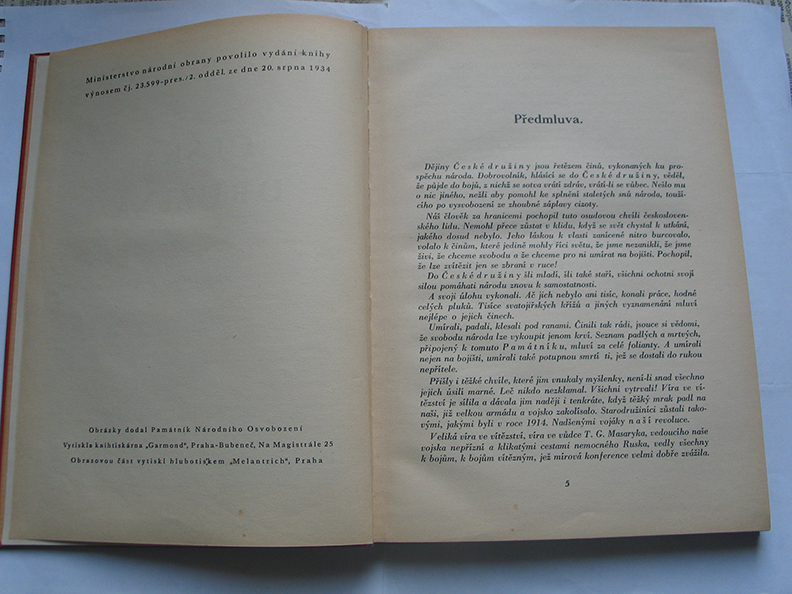 Ministerstvo národní obrany povolilo vydání knihy
výnosem čj. 23.599-pres./2. odděl. ze dne 20. srpna 1934
Obrázky dodal Památník Národního Osvobození
Vytiskla knihtiskárna „Garmond“, Praha-Bubeneč, Na Magistrále 25
Obrazovou část vytiskl hlubotiskem „Melantrich“, Praha
Předmluva.
Dějiny České družiny jsou řetězem činů, vykonaných ku pro-
spěchu národa. Dobrovolník, hlásící se do České družiny, věděl,
že půjde do bojů, z nichž se sotva vrátí zdráv, vrátí-li se vůbec. Nešlo mu
o nic jiného, nežli aby pomohl ke splnění staletých snů národa, touží-
cího po vysvobození ze zhoubné záplavy cizoty.
Náš člověk za hranicemi pochopil tuto osudovou chvíli českosloven-
ského lidu. Nemohl přece zůstat v klidu, když se svět chystal k utkání,
jakého dosud nebylo. Jeho láskou k vlasti zanícené nitro burcovalo,
volalo k činům, které jedině mohly říci světu, že jsme nezanikli, že jsme
živi, že chceme svobodu a že chceme pro ni umírat na bojišti. Pochopil,
že lze zvítězit jen se zbraní v ruce!
Do České družiny šli mladí, šli také staří, všichni ochotni svojí
silou pomáhati národu znovu k samostatnosti.
A svoji úlohu vykonali. Ač jich nebylo ani tisíc, konali práce, hodné
celých pluků. Tisíce svatojiřských křížů a jiných vyznamenání mluví
nejlépe o jejich činech.
Umírali, padali, klesali pod ranami. Činili tak rádi, jsouce si vědomi,
že svobodu národa lze vykoupit jenom krví. Seznam padlých a mrtvých,
připojený k tomuto Památníku, mluví za celé folianty. A umírali
nejen na bojišti, umírali také potupnou smrtí ti, jež se dostali do rukou
nepřítele.
Přišly i těžké chvíle, které jim vnukaly myšlenky, není-li snad všechno
jejich úsilí marné. Leč nikdo nezklamal. Všichni vytrvali! Víra ve ví-
tězství je sílila a dávala jim naději i tenkráte, když těžký mrak padl na
naši, již velkou armádu a vojsko zakolísalo. Starodružiníci zůstali tako-
vými, jakými byli v roce 1914. Nadšenými vojáky naší revoluce.
Veliká víra ve vítězství, víra ve vůdce T. G. Masaryka, vedoucího naše
vojska nepřízní a klikatými cestami nemocného Ruska, vedly všechny
k bojům, k bojům vítězným, jež mírová konference velmi dobře zvážila.
5